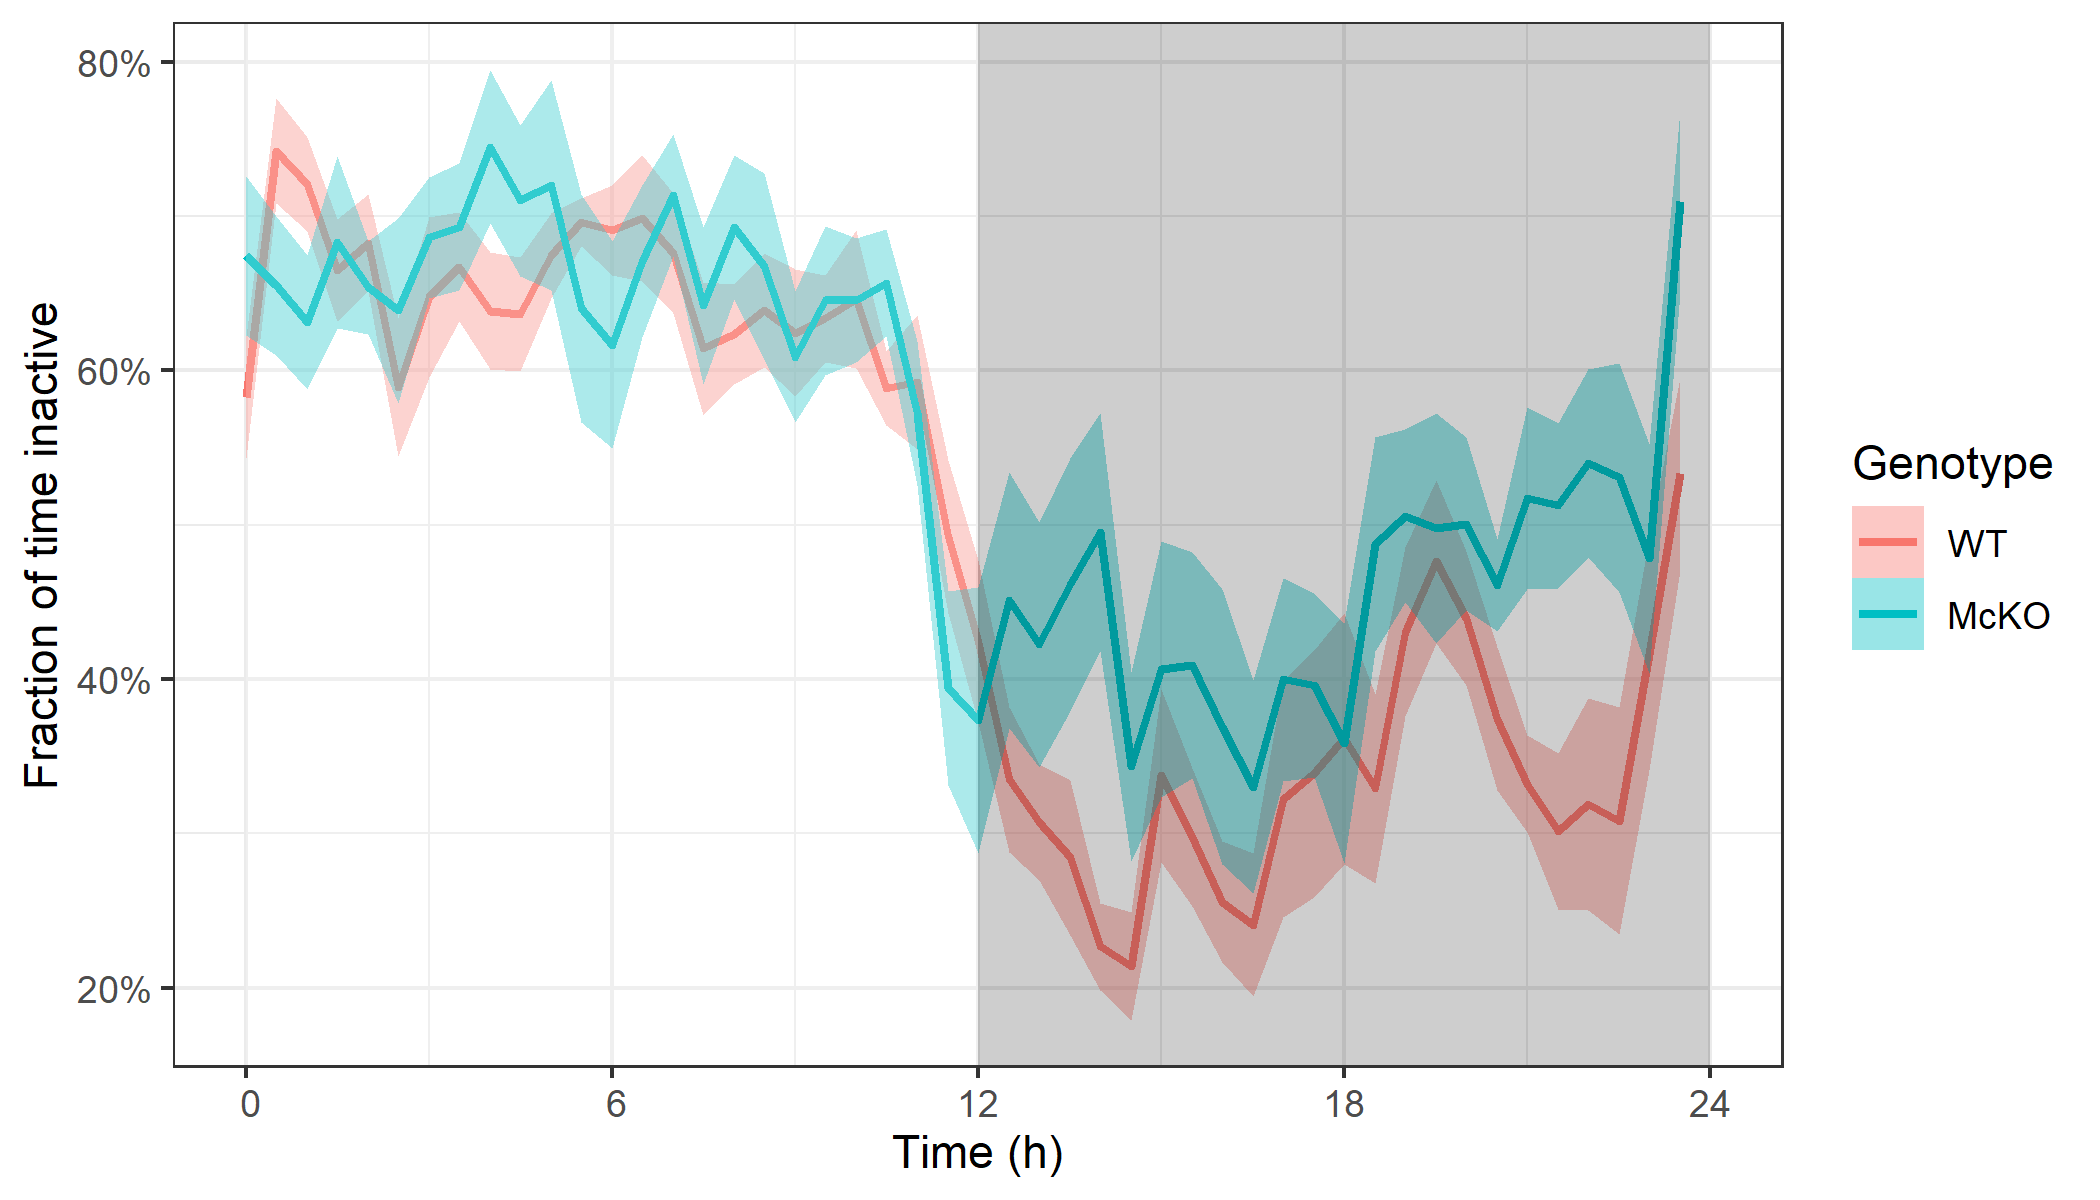 80%
60%
40%
20%
Fraction of time inactive
0 6 12 18 24
Time (h)
Genotype
WT
McKO